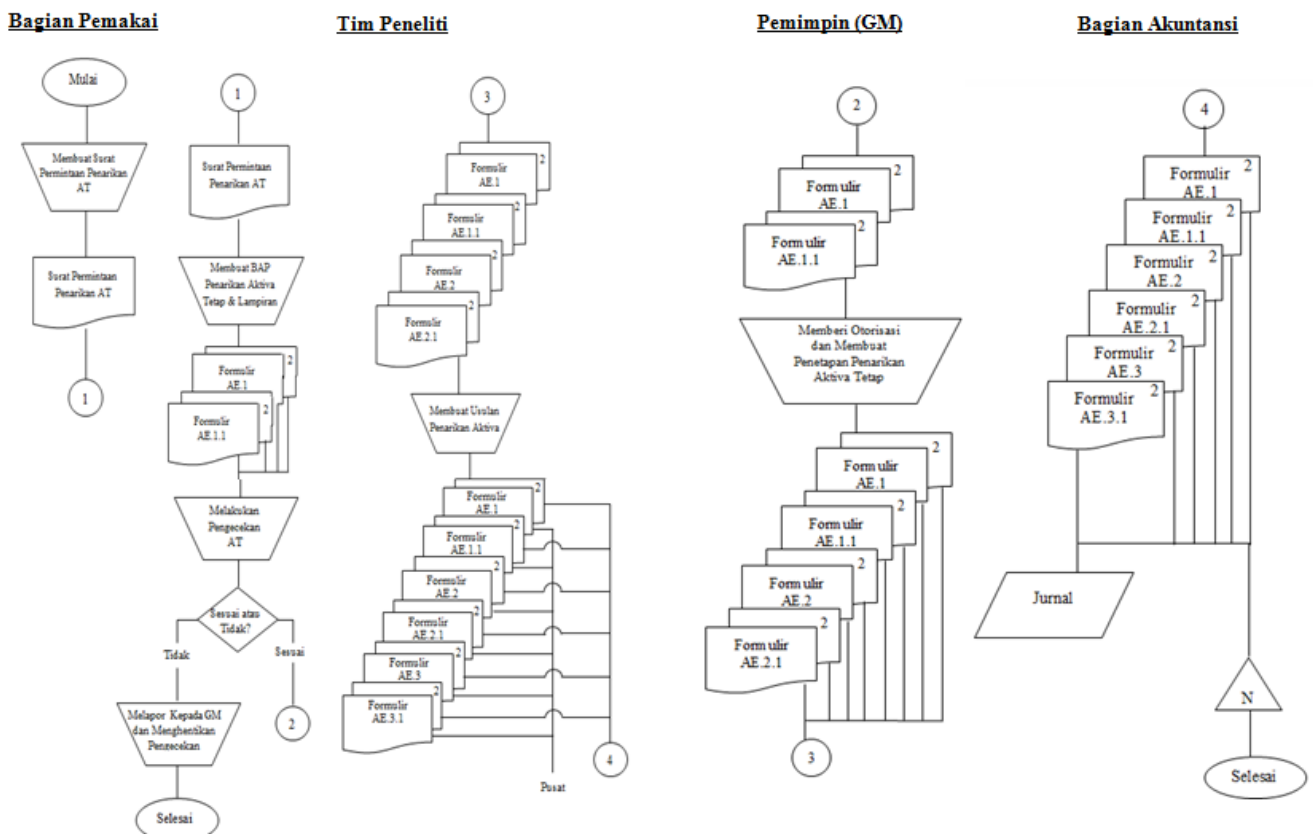 Bagian Pemakai
Mulai
Membuat Surat
Permintaan Penarikan
AT
Surat Permintaan
Penarikan AT
1
Tim Peneliti
1
Surat Permintaan
Penarikan AT
Membuat BAP
Penarikan Aktiva
Tetap & Lampiran
2
Formulir
AE.1
2
Formulir
AE.1.1
Melakukan
Pengecekan
AT
Sesuai atau
Tidak?
Tidak
Sesuai
Melapor Kepada GM
dan Menghentikan
Pengecekan
2
Selesai
3
2
Formulir
AE.1
2
Formulir
AE.1.1
2
Formulir
AE.2
2
Formulir
AE.2.1
Membuat Usulan
Penarikan Aktiva
2
Formulir
AE.1
2
Formulir
AE.1.1
2
Formulir
AE.2
2
Formulir
AE.2.1
2
Formulir
AE.3
2
Formulir
AE.3.1
4
Pusat
Pemimpin (GM)
2
2
Formulir
AE.1
2
Formulir
AE.1.1
Memberi Otorisasi
dan Membuat
Penetapan Penarikan
Aktiva Tetap
2
Formulir
AE.1
2
Formulir
AE.1.1
2
Formulir
AE.2
2
Formulir
AE.2.1
3
Bagian Akuntansi
4
2
Formulir
AE.1
2
Formulir
AE.1.1
2
Formulir
AE.2
2
Formulir
AE.2.1
2
Formulir
AE.3
2
Formulir
AE.3.1
Jurnal
N
Selesai